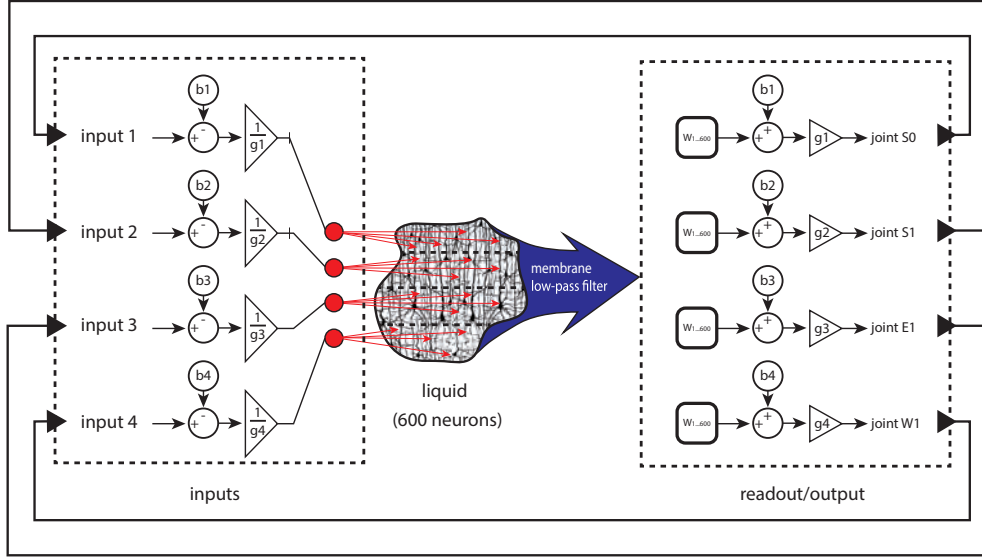 b1
input 1
+
-
1
g1
b2
input 2
+
-
1
g2
b3
input 3
+
-
1
g3
b4
input 4
+
-
1
g4
inputs
liquid
(600 neurons)
membrane
low-pass filter
b1
W1...600
+
+
g1
joint S0
b2
W1...600
+
+
g2
joint S1
b3
W1...600
+
+
g3
joint E1
b4
W1...600
+
+
g4
joint W1
readout/output